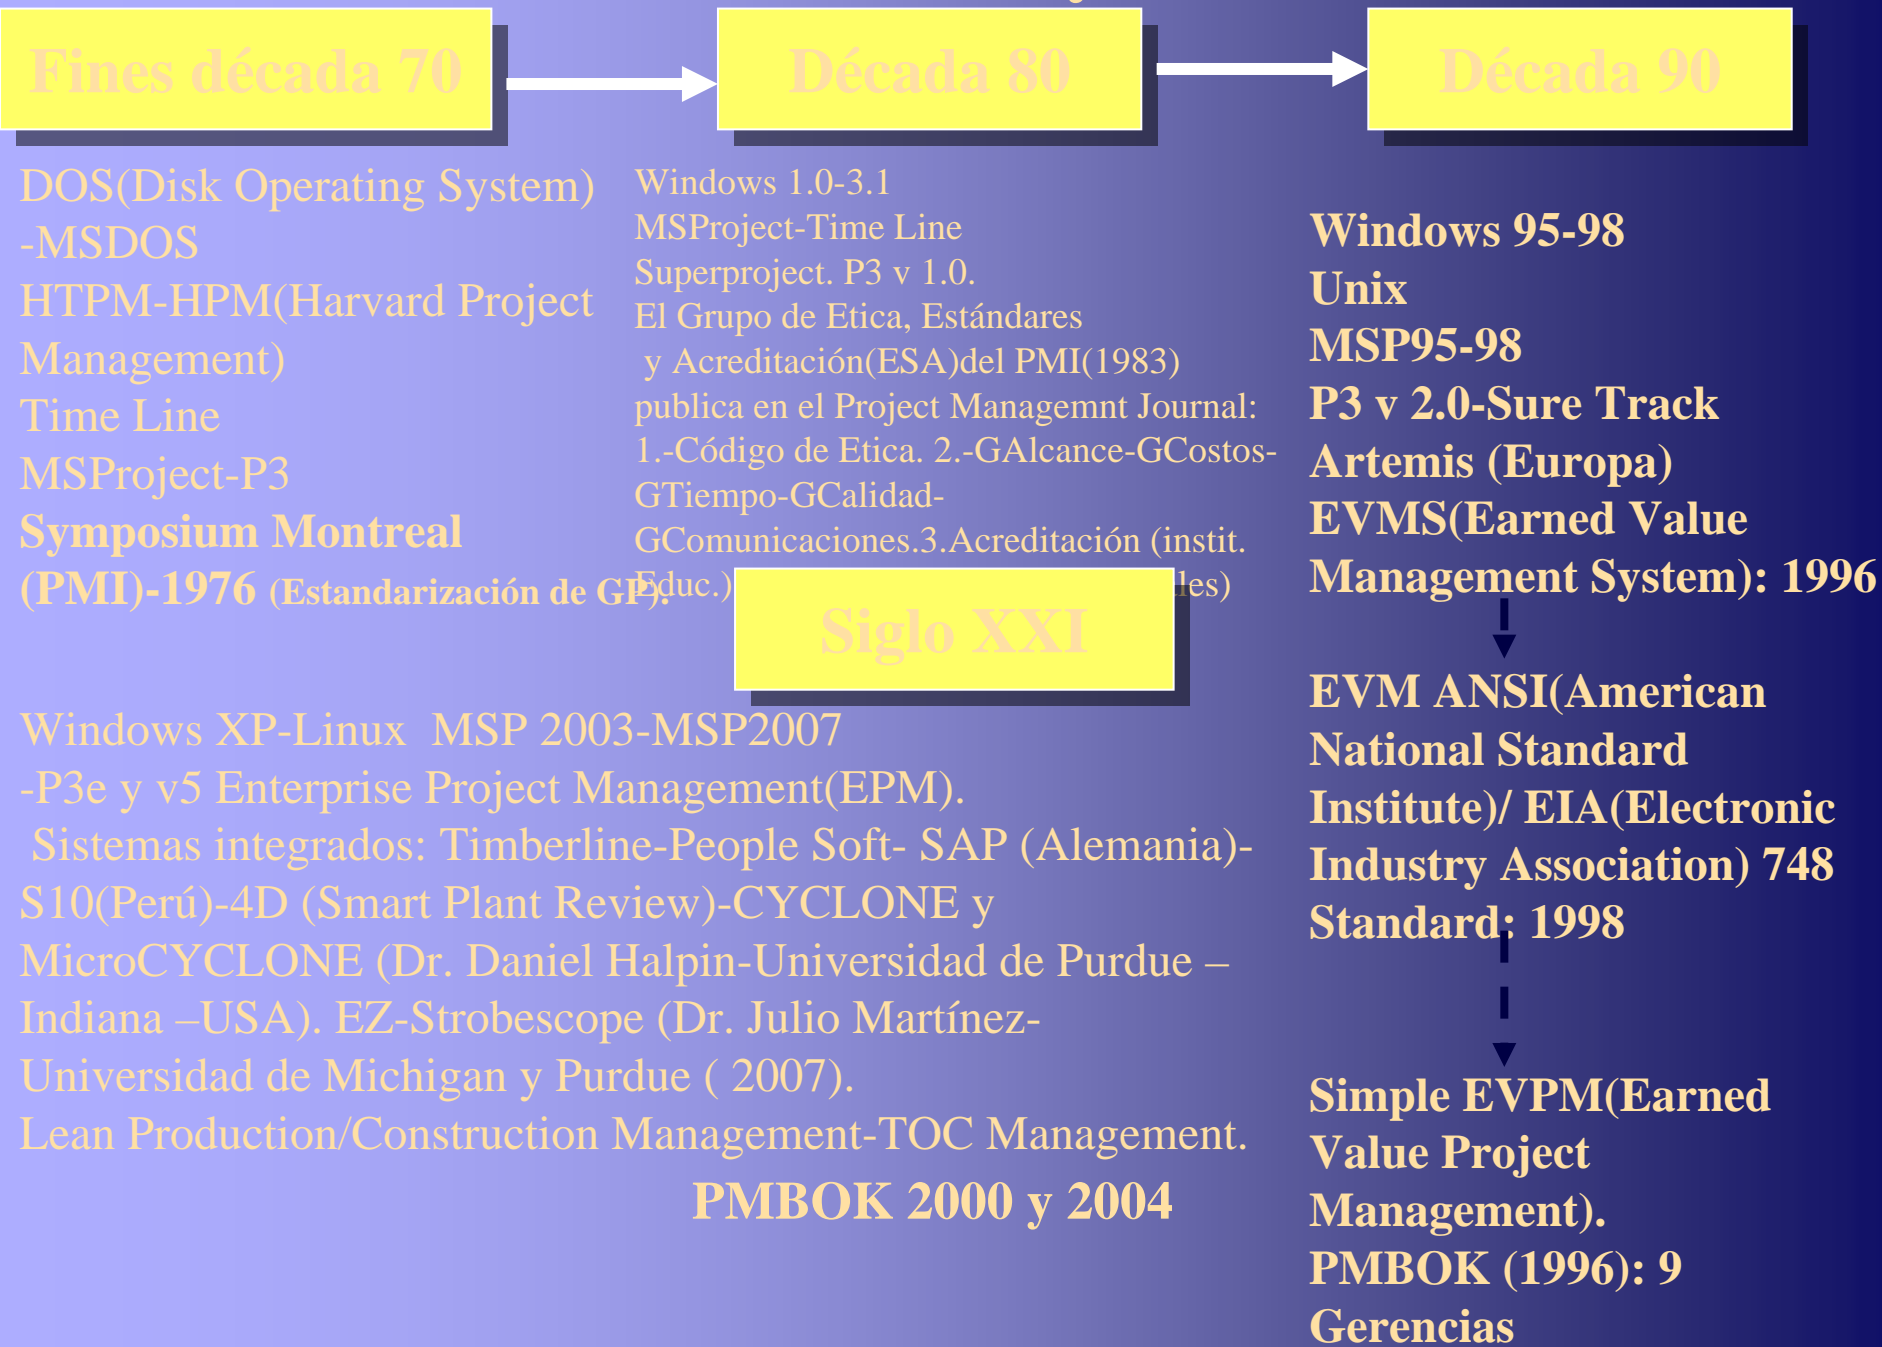 Fines década 70
DOS(Disk Operating System)
-MSDOS
HTPM-HPM(Harvard Project
Management)
Time Line
MSProject-P3
Symposium Montreal
(PMI)-1976 (Estandarización de GP).
Década 80
Windows 1.0-3.1
MSProject-Time Line
Superproject. P3 v 1.0.
El Grupo de Etica, Estándares
y Acreditación(ESA)del PMI(1983)
publica en el Project Managemnt Journal:
1.-Código de Etica. 2.-GAlcance-GCostos-
GTiempo-GCalidad-
GComunicaciones.3.Acreditación (instit.
Educ.)
Década 90
Windows 95-98
Unix
MSP95-98
P3 v 2.0-Sure Track
Artemis (Europa)
EVMS(Earned Value
Management System): 1996
EVM ANSI(American
National Standard
Institute)/ EIA(Electronic
Industry Association) 748
Standard: 1998
Simple EVPM(Earned
Value Project
Management).
PMBOK (1996): 9
Gerencias
Siglo XXI
Windows XP-Linux  MSP 2003-MSP2007
-P3e y v5 Enterprise Project Management(EPM).
Sistemas integrados: Timberline-People Soft- SAP (Alemania)-
S10(Perú)-4D (Smart Plant Review)-CYCLONE y
MicroCYCLONE (Dr. Daniel Halpin-Universidad de Purdue –
Indiana –USA). EZ-Strobescope (Dr. Julio Martínez-
Universidad de Michigan y Purdue ( 2007).
Lean Production/Construction Management-TOC Management.
PMBOK 2000 y 2004